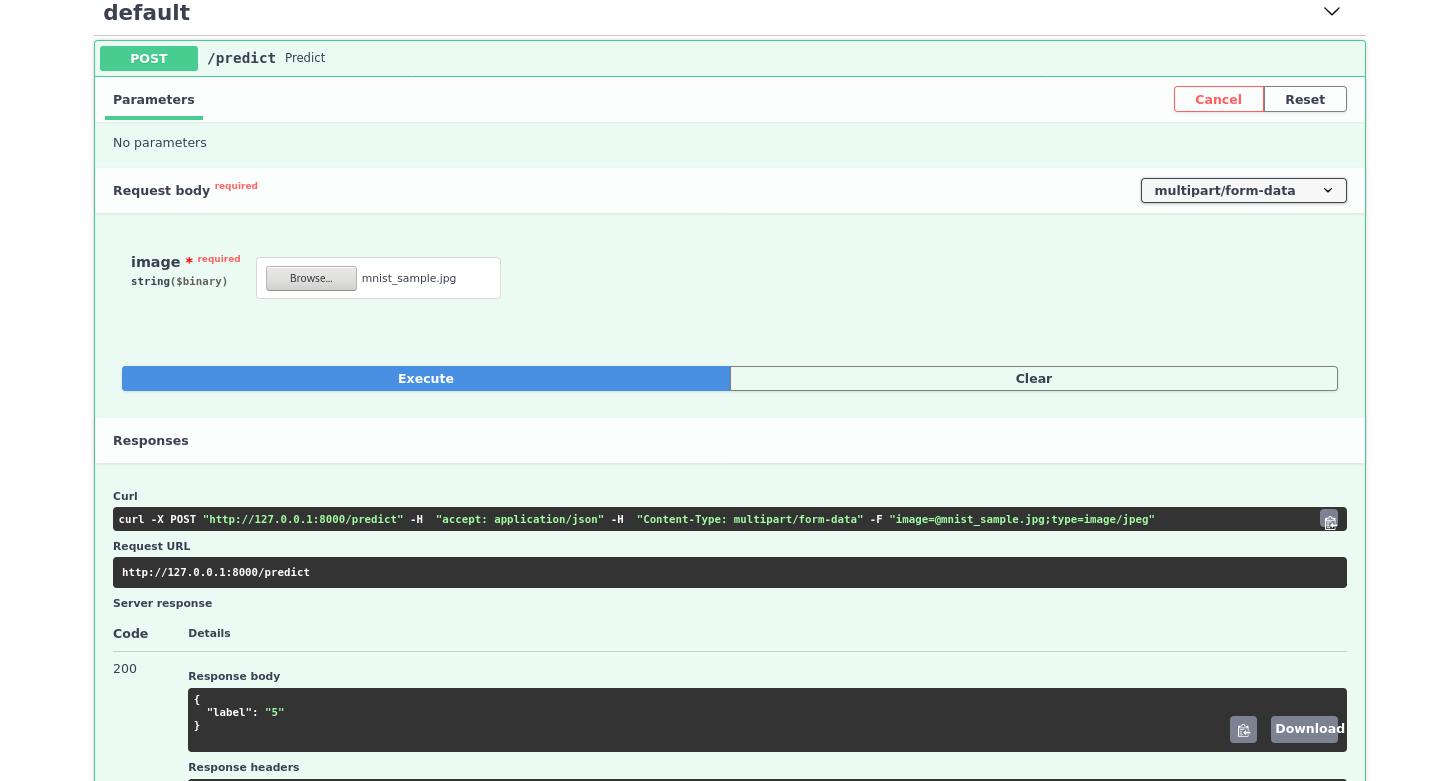 default
POST /predict Predict
Parameters Cancel Reset
No parameters
Request body required multipart/form-data
image * required
string($binary) Browse... mnist_sample.jpg
Execute Clear
Responses
Curl
curl -X POST "http://127.0.0.1:8000/predict" -H  "accept: application/json" -H  "Content-Type: multipart/form-data" -F "image=@mnist_sample.jpg;type=image/jpeg"
Request URL
http://127.0.0.1:8000/predict
Server response
Code Details
200
Response body
{
  "label": "5"
}
Download
Response headers